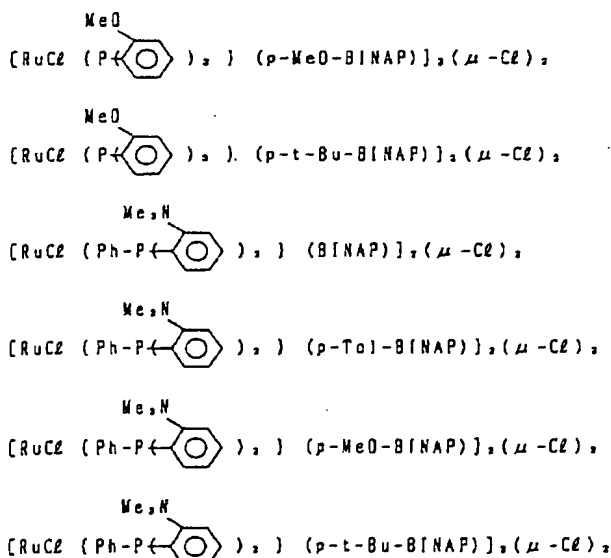 MeO
[RuCl {P( )₃ } (p-MeO-BINAP)]₂(μ-Cl)₂
MeO
[RuCl {P( )₃ ). (p-t-Bu-BINAP)]₂(μ-Cl)₂
Me₂N
[RuCl {Ph-P( )₂ } (BINAP)]₂(μ-Cl)₂
Me₂N
[RuCl {Ph-P( )₂ } (p-Tol-BINAP)]₂(μ-Cl)₂
Me₂N
[RuCl {Ph-P( )₂ } (p-MeO-BINAP)]₂(μ-Cl)₂
Me₂N
[RuCl {Ph-P( )₂ } (p-t-Bu-BINAP)]₂(μ-Cl)₂